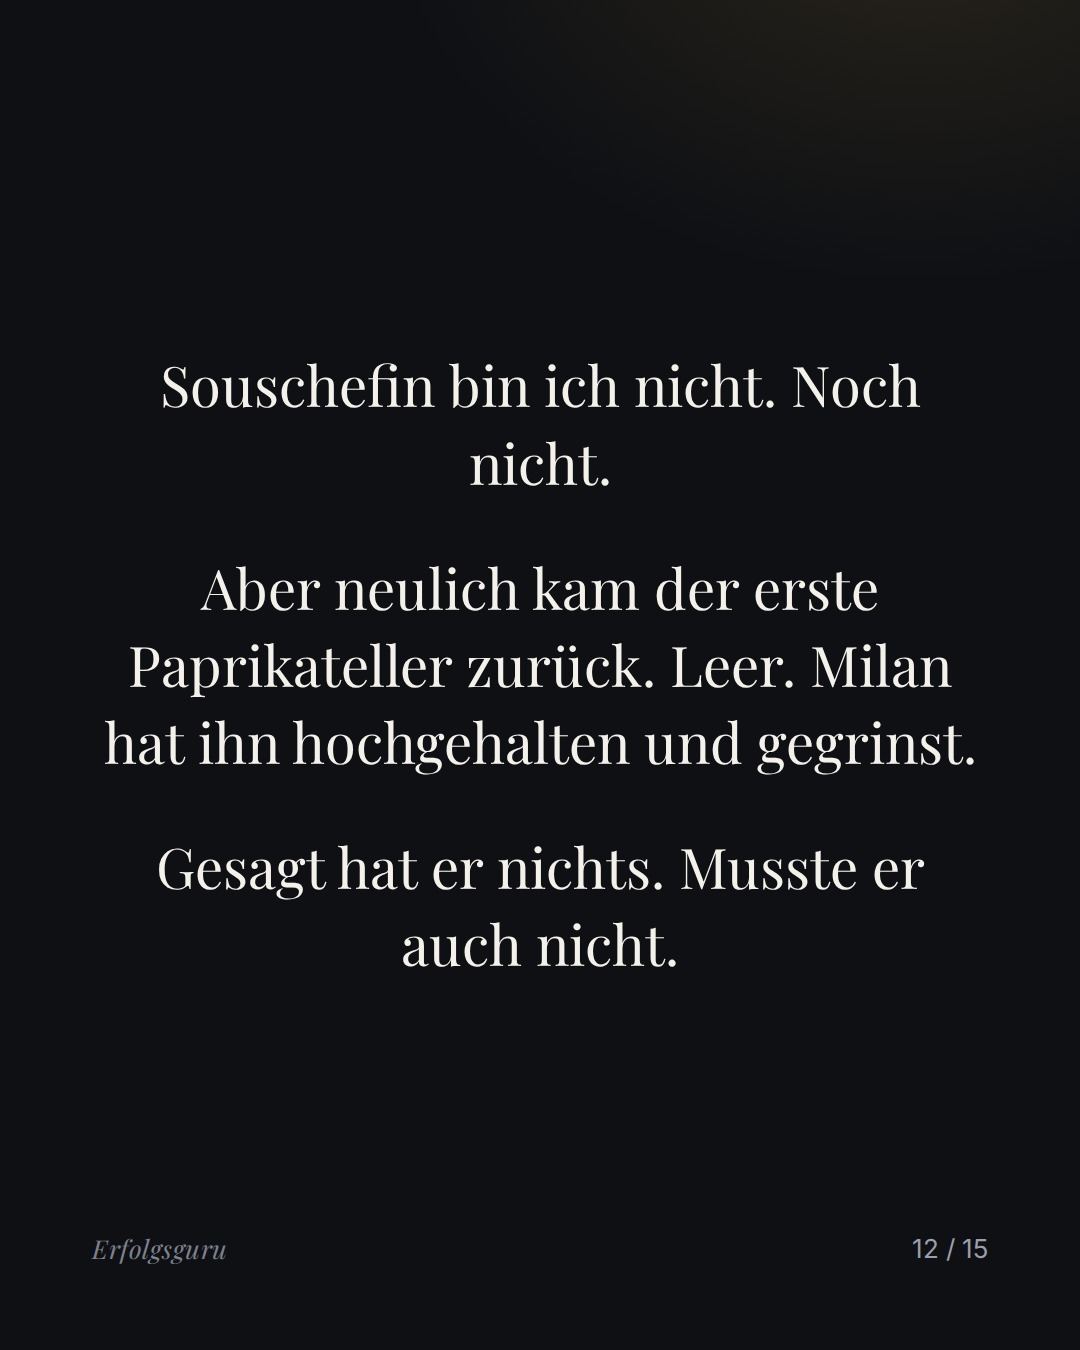 Souschefin bin ich nicht. Noch
nicht.
Aber neulich kam der erste
Paprikateller zurück. Leer. Milan
hat ihn hochgehalten und gegrinst.
Gesagt hat er nichts. Musste er
auch nicht.
Erfolgsguru
12 / 15